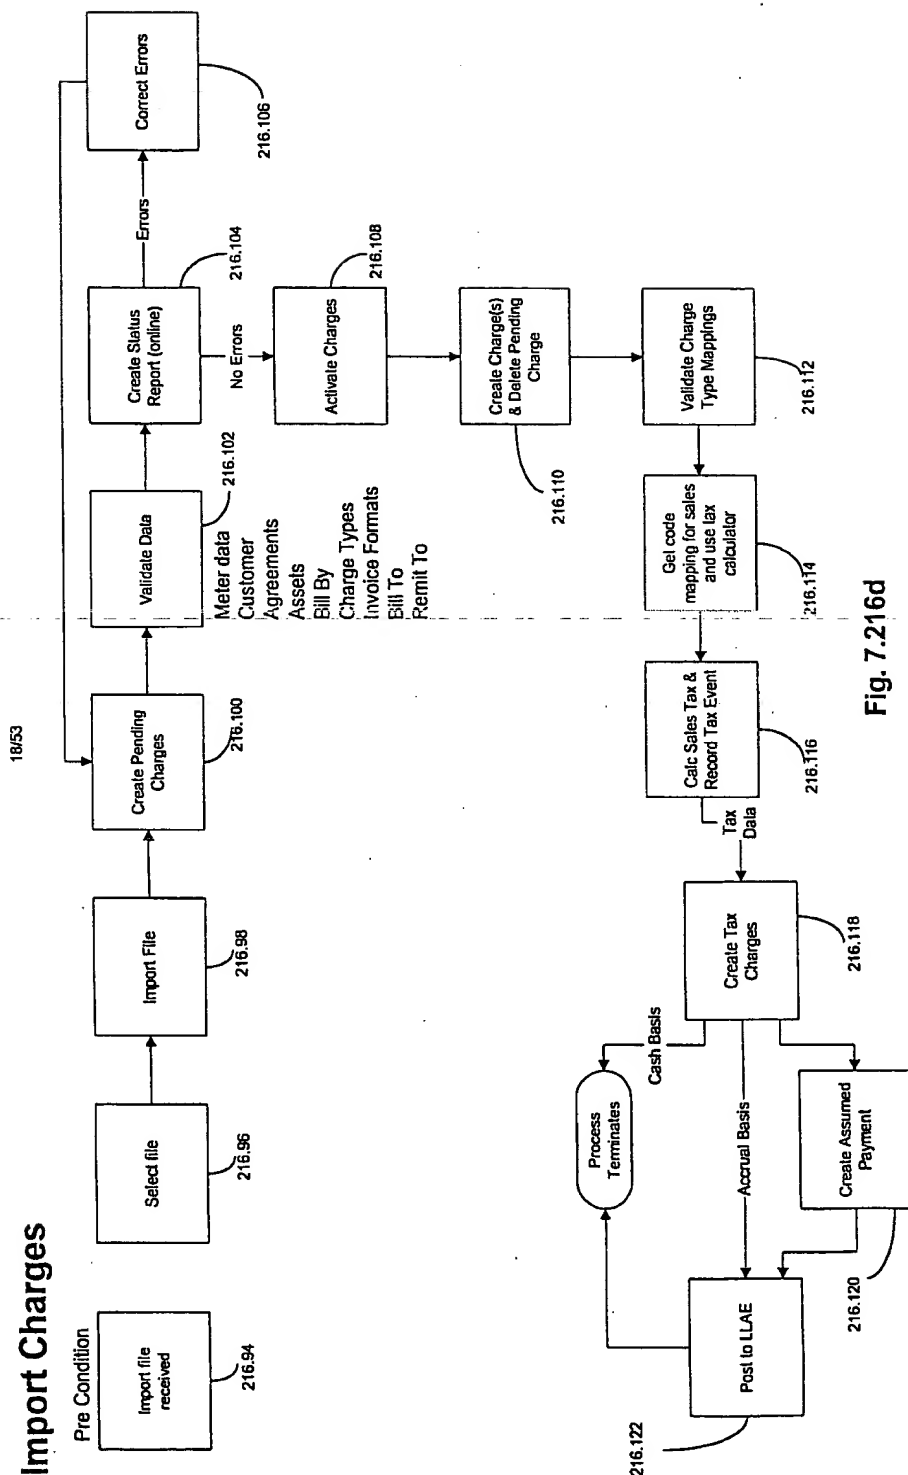 18/53
Import Charges
Pre Condition
Import file
received
216.94
Select file
216.96
Import File
216.98
Create Pending
Charges
216.100
Validate Data
216.102
Meter data
Customer
Agreements
Assets
Bill By
Charge Types
Invoice Formats
Bill To
Remit To
Create Status
Report (online)
216.104
Errors
Correct Errors
216.106
No Errors
Activate Charges
216.108
Create Charge(s)
& Delete Pending
Charge
216.110
Validate Charge
Type Mappings
216.112
Get code
mapping for sales
and use tax
calculator
216.114
Calc Sales Tax &
Record Tax Event
216.116
Tax
Data
Create Tax
Charges
216.118
Cash Basis
Process
Terminates
Accrual Basis
Create Assumed
Payment
216.120
Post to LLAE
216.122
Fig. 7.216d